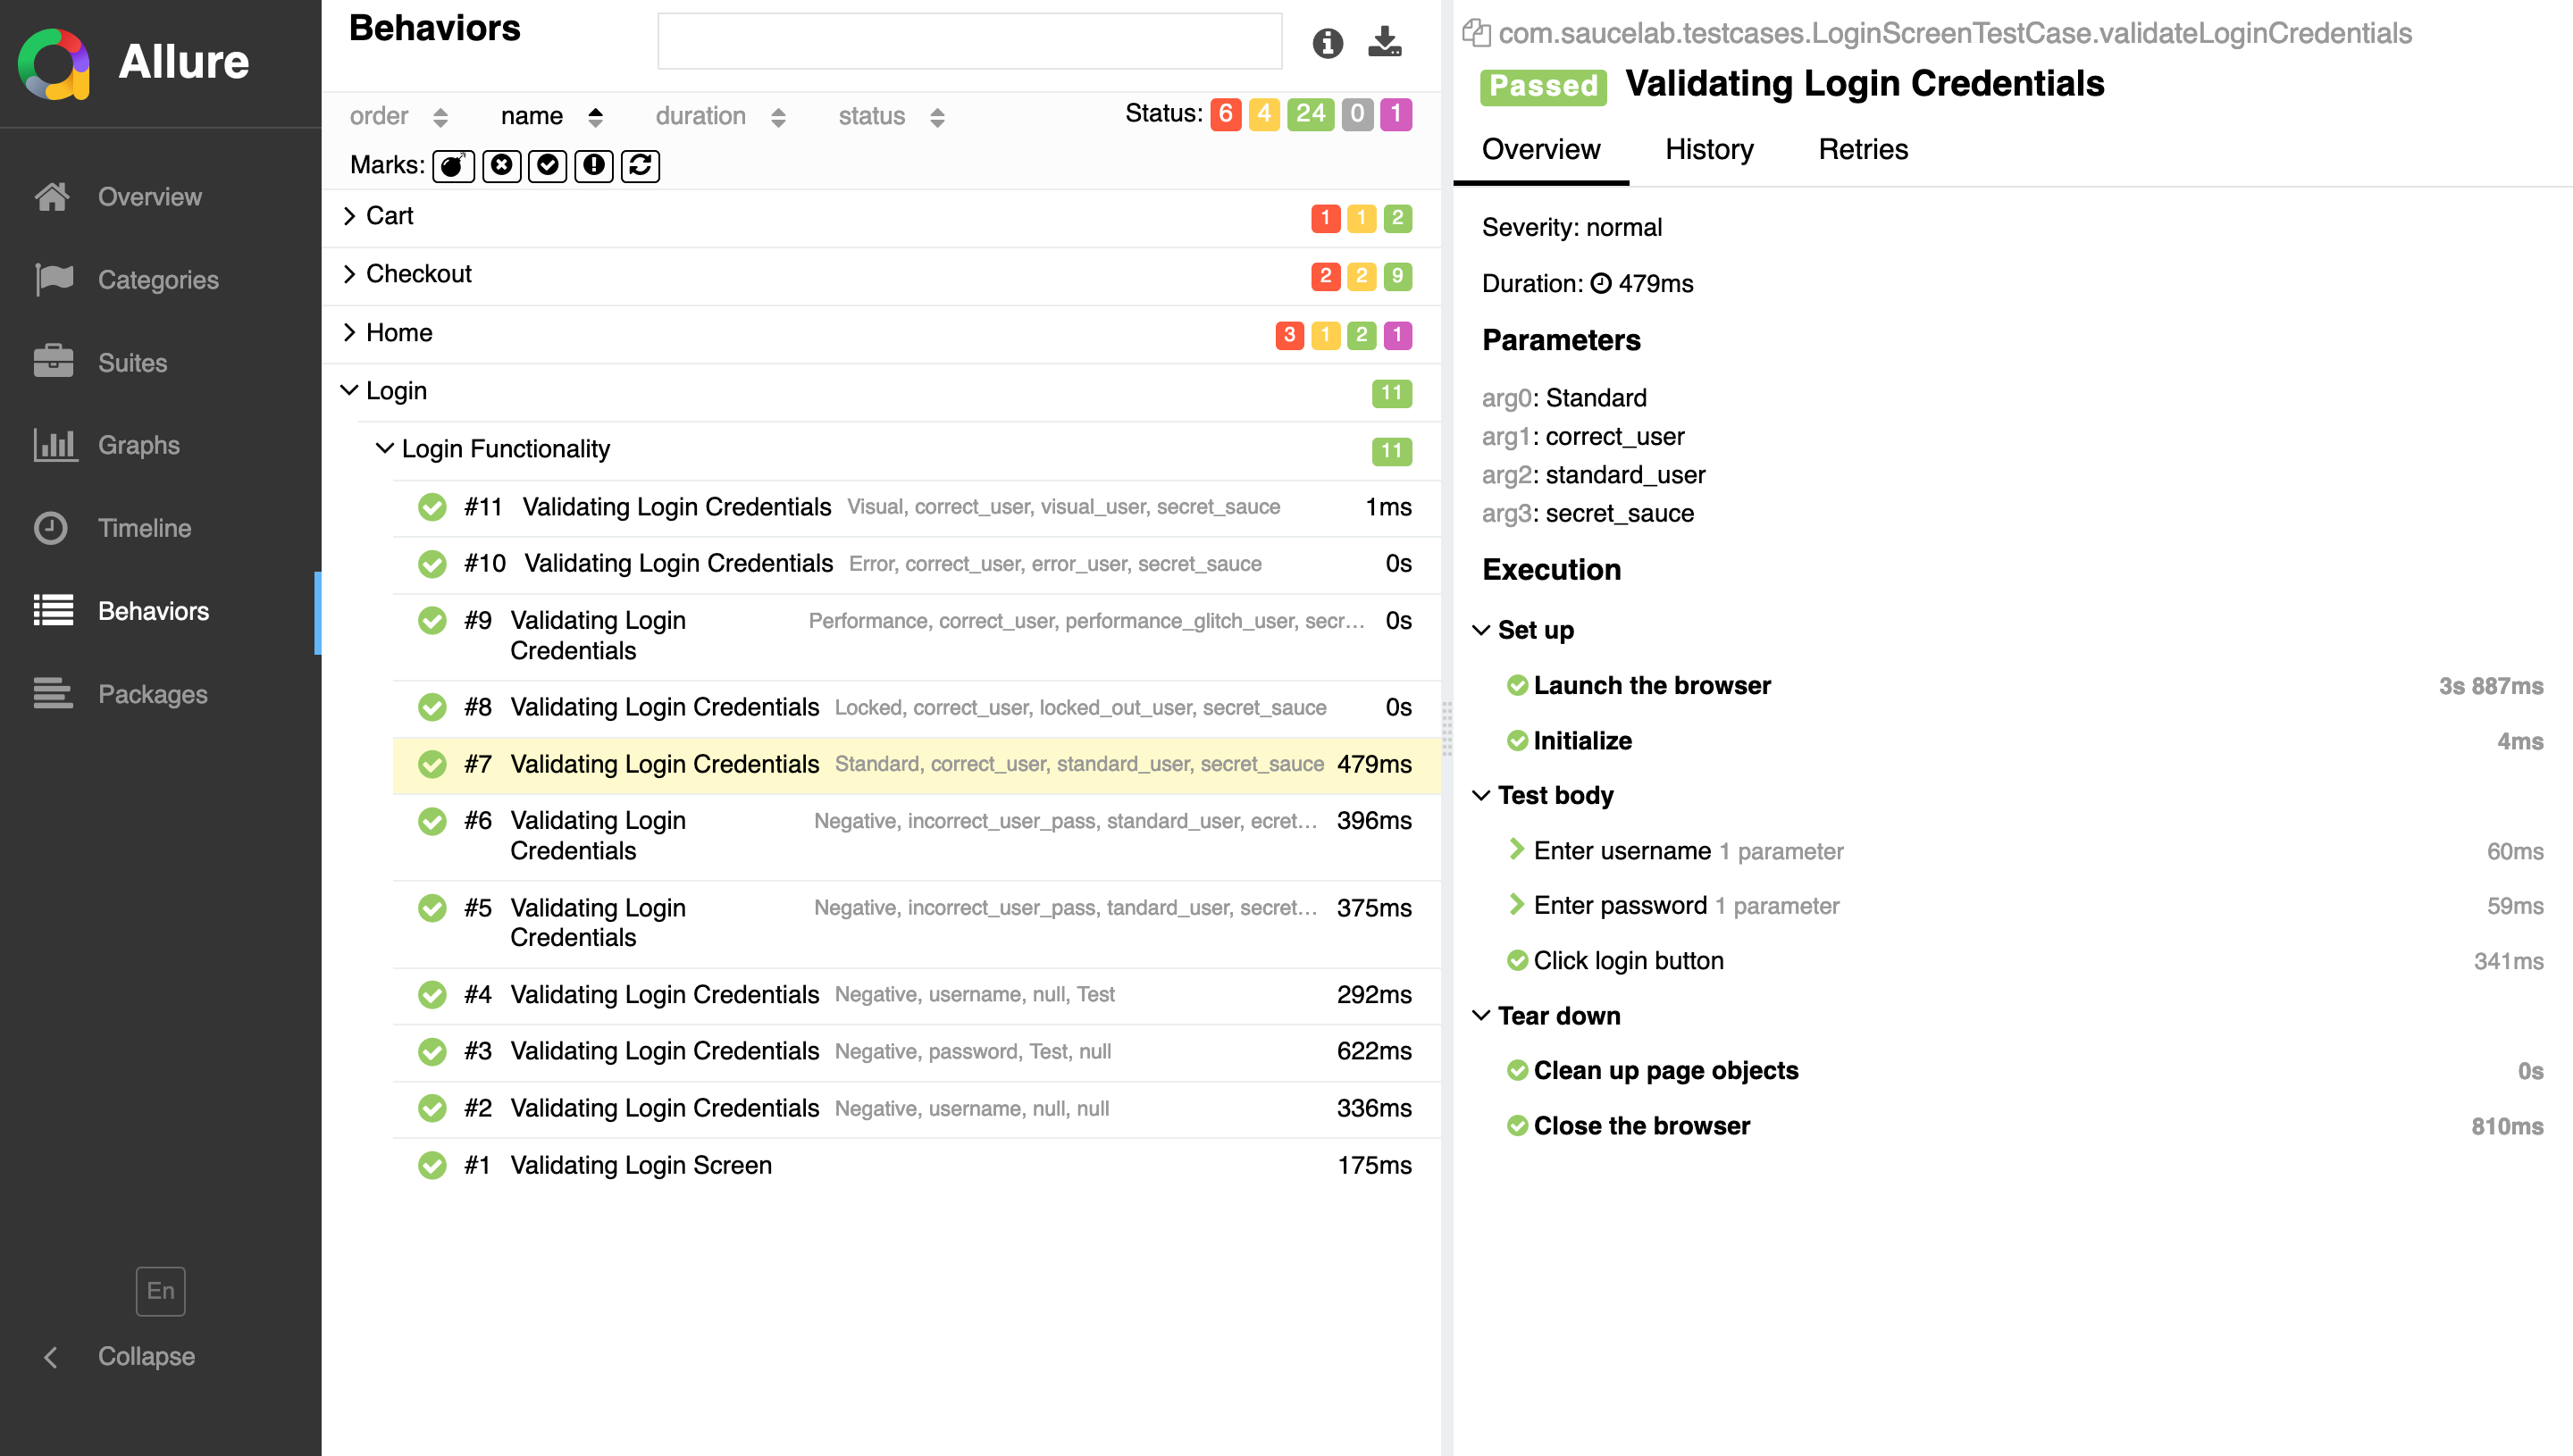 Allure
Overview
Categories
Suites
Graphs
Timeline
Behaviors
Packages
En
Collapse
Behaviors
order name duration status Status: 6 4 24 0 1
Marks:
Cart 1 1 2
Checkout 2 2 9
Home 3 1 2 1
Login 11
Login Functionality 11
#11 Validating Login Credentials Visual, correct_user, visual_user, secret_sauce 1ms
#10 Validating Login Credentials Error, correct_user, error_user, secret_sauce 0s
#9 Validating Login Performance, correct_user, performance_glitch_user, secr... 0s
Credentials
#8 Validating Login Credentials Locked, correct_user, locked_out_user, secret_sauce 0s
#7 Validating Login Credentials Standard, correct_user, standard_user, secret_sauce 479ms
#6 Validating Login Negative, incorrect_user_pass, standard_user, ecret... 396ms
Credentials
#5 Validating Login Negative, incorrect_user_pass, tandard_user, secret... 375ms
Credentials
#4 Validating Login Credentials Negative, username, null, Test 292ms
#3 Validating Login Credentials Negative, password, Test, null 622ms
#2 Validating Login Credentials Negative, username, null, null 336ms
#1 Validating Login Screen 175ms
com.saucelab.testcases.LoginScreenTestCase.validateLoginCredentials
Passed Validating Login Credentials
Overview History Retries
Severity: normal
Duration: 479ms
Parameters
arg0: Standard
arg1: correct_user
arg2: standard_user
arg3: secret_sauce
Execution
Set up
Launch the browser 3s 887ms
Initialize 4ms
Test body
Enter username 1 parameter 60ms
Enter password 1 parameter 59ms
Click login button 341ms
Tear down
Clean up page objects 0s
Close the browser 810ms